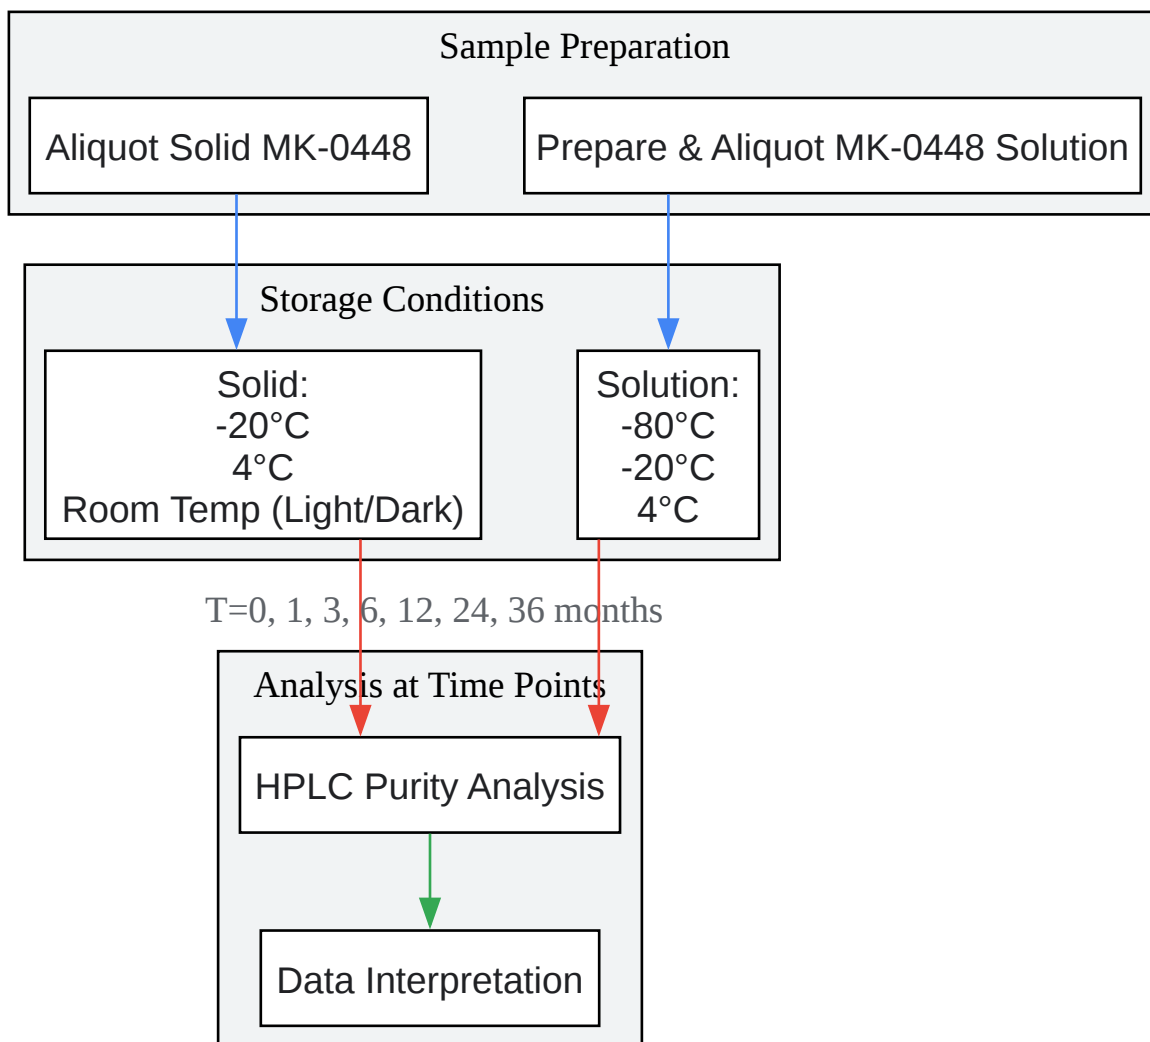 Sample Preparation
Aliquot Solid MK-0448
Prepare & Aliquot MK-0448 Solution
Storage Conditions
Solid:
-20°C
4°C
Room Temp (Light/Dark)
Solution:
-80°C
-20°C
4°C
T=0, 1, 3, 6, 12, 24, 36 months
Analysis at Time Points
HPLC Purity Analysis
Data Interpretation